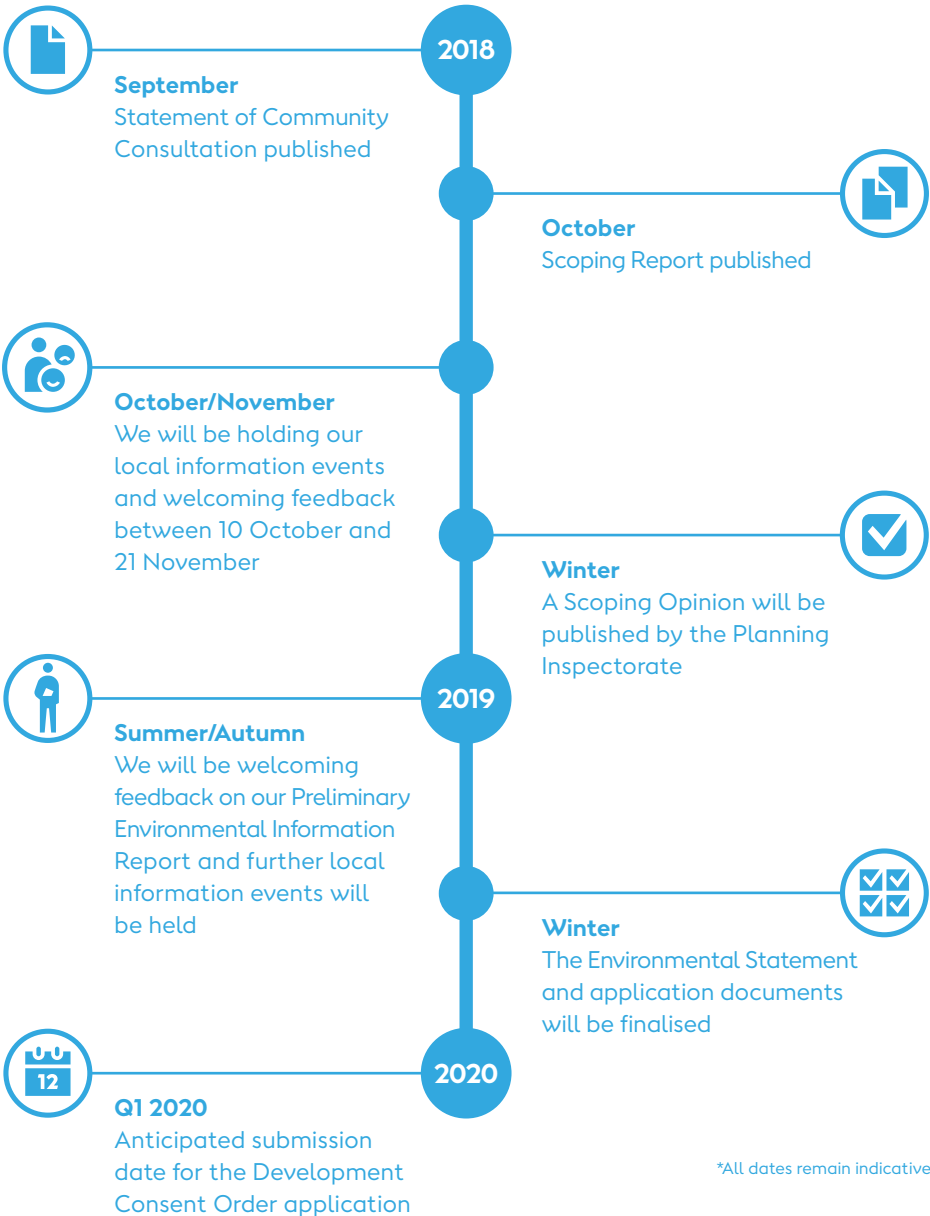 2018
September
Statement of Community
Consultation published
October
Scoping Report published
October/November
We will be holding our
local information events
and welcoming feedback
between 10 October and
21 November
Winter
A Scoping Opinion will be
published by the Planning
Inspectorate
2019
Summer/Autumn
We will be welcoming
feedback on our Preliminary
Environmental Information
Report and further local
information events will
be held
Winter
The Environmental Statement
and application documents
will be finalised
2020
12
Q1 2020
Anticipated submission
date for the Development
Consent Order application
*All dates remain indicative